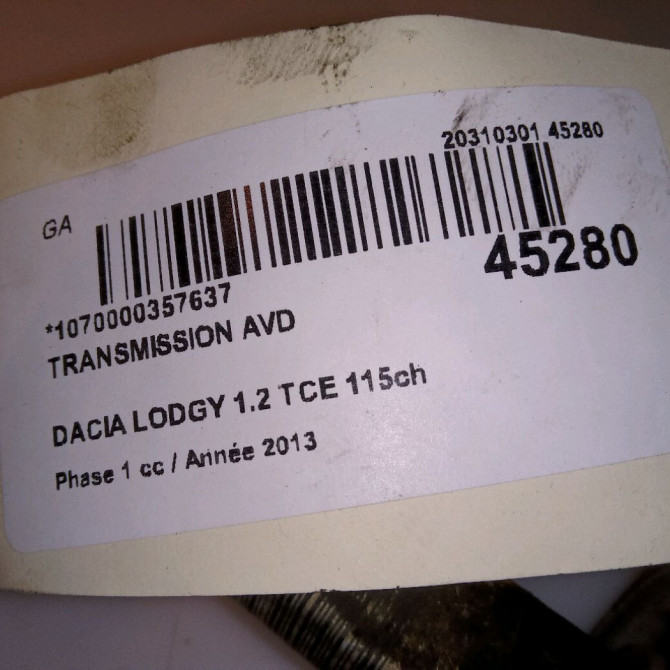 20310301 45280
GA
45280
*1070000357637
TRANSMISSION AVD
DACIA LODGY 1.2 TCE 115ch
Phase 1 cc / Année 2013